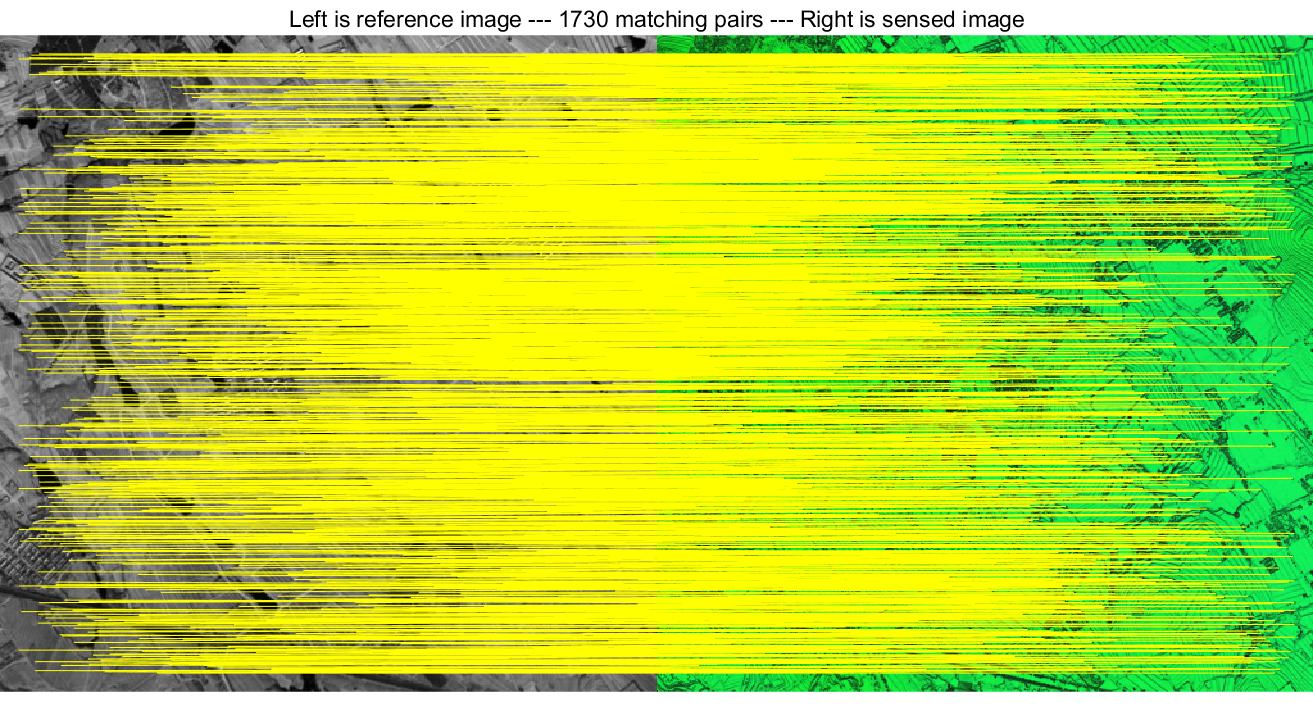 Left is reference image --- 1730 matching pairs --- Right is sensed image